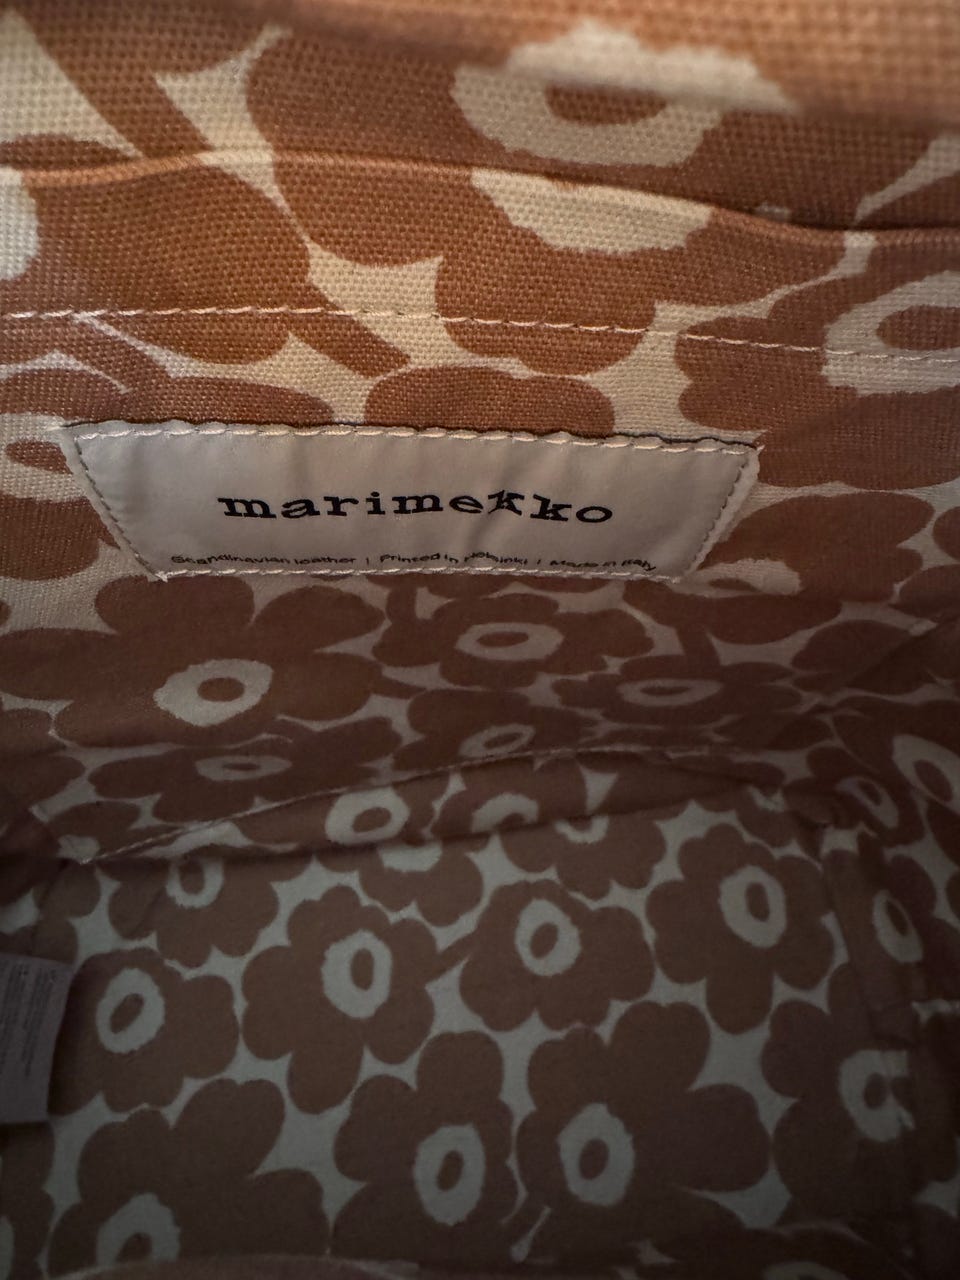 marimekko
Scandinavian leather | Printed in Helsinki | Made in Italy